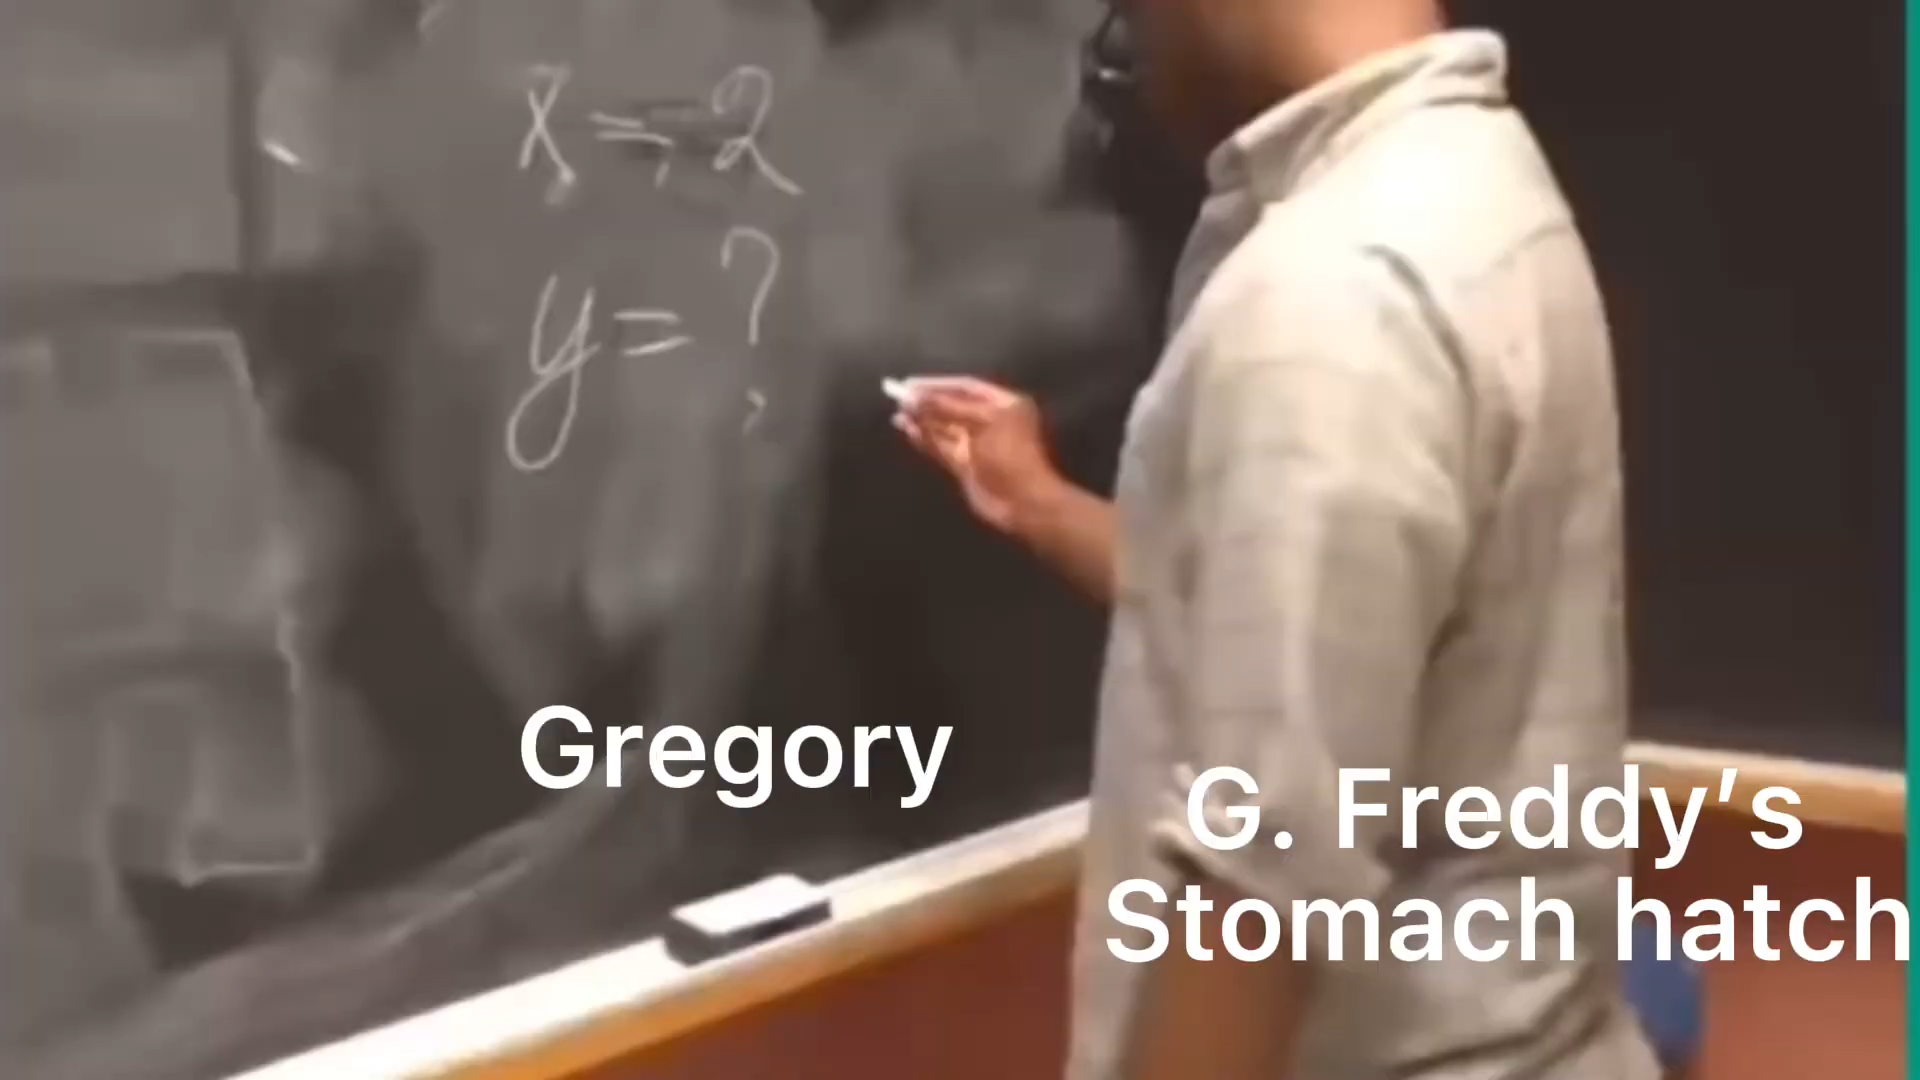 x = 2
y = ?
Gregory
G. Freddy’s
Stomach hatch